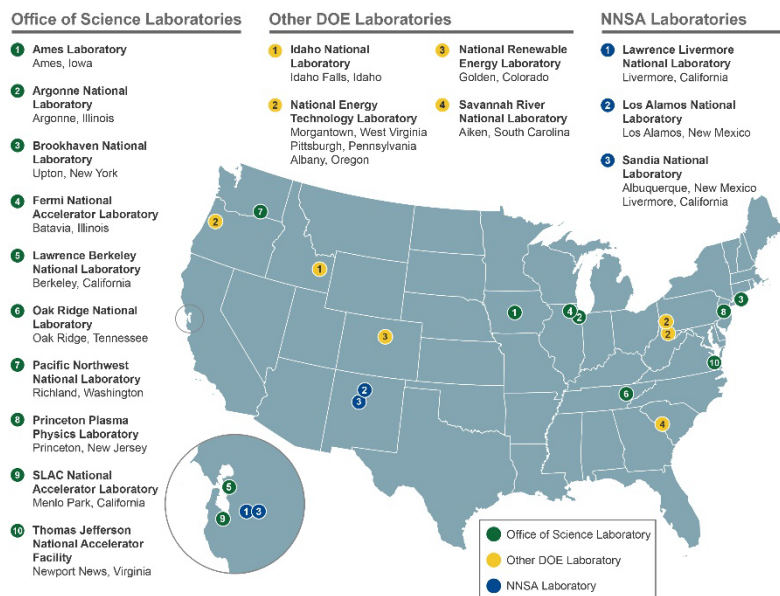 Office of Science Laboratories
1 Ames Laboratory
Ames, Iowa
2 Argonne National
Laboratory
Argonne, Illinois
3 Brookhaven National
Laboratory
Upton, New York
4 Fermi National
Accelerator Laboratory
Batavia, Illinois
5 Lawrence Berkeley
National Laboratory
Berkeley, California
6 Oak Ridge National
Laboratory
Oak Ridge, Tennessee
7 Pacific Northwest
National Laboratory
Richland, Washington
8 Princeton Plasma
Physics Laboratory
Princeton, New Jersey
9 SLAC National
Accelerator Laboratory
Menlo Park, California
10 Thomas Jefferson
National Accelerator
Facility
Newport News, Virginia
Other DOE Laboratories
1 Idaho National
Laboratory
Idaho Falls, Idaho
2 National Energy
Technology Laboratory
Morgantown, West Virginia
Pittsburgh, Pennsylvania
Albany, Oregon
3 National Renewable
Energy Laboratory
Golden, Colorado
4 Savannah River
National Laboratory
Aiken, South Carolina
NNSA Laboratories
1 Lawrence Livermore
National Laboratory
Livermore, California
2 Los Alamos National
Laboratory
Los Alamos, New Mexico
3 Sandia National
Laboratory
Albuquerque, New Mexico
Livermore, California
7
2
1
3
2
3
1
4
2
6
4
2
2
8
3
10
5
1 3
9
Office of Science Laboratory
Other DOE Laboratory
NNSA Laboratory